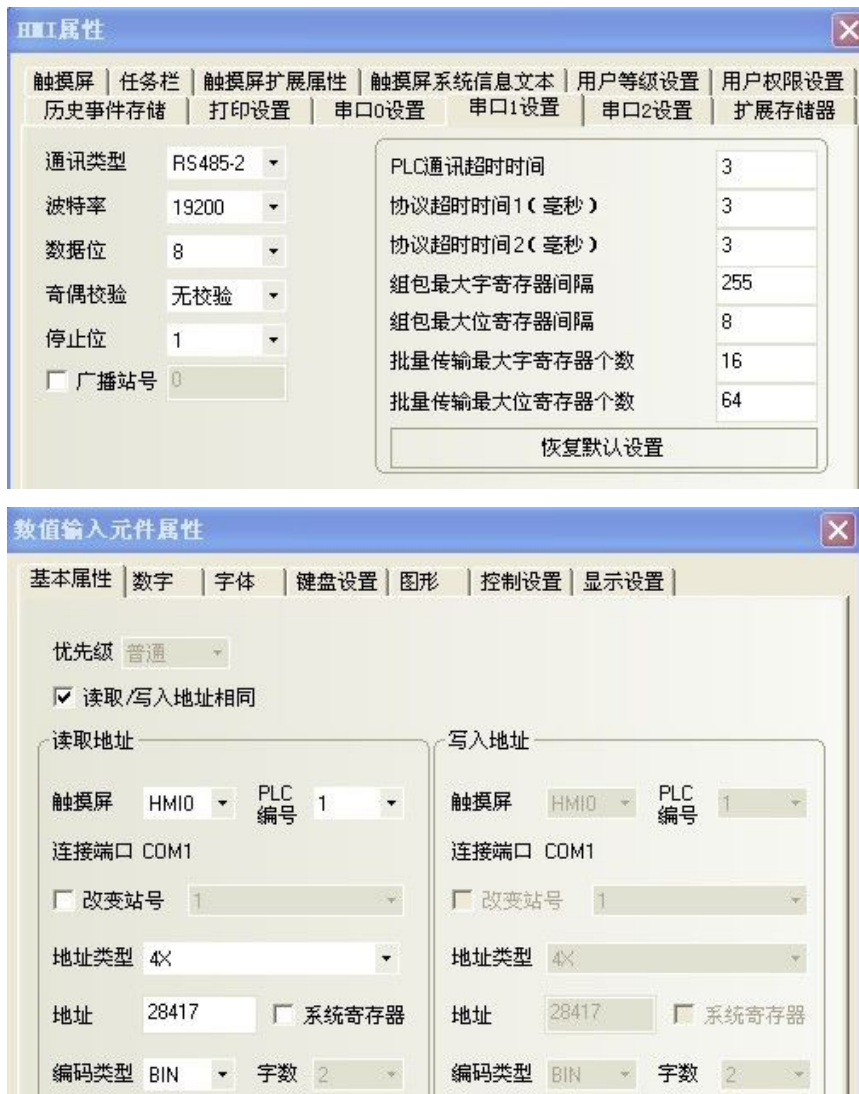 HMI属性
触摸屏 任务栏 触摸屏扩展属性 触摸屏系统信息文本 用户等级设置 用户权限设置
历史事件存储 打印设置 串口0设置 串口1设置 串口2设置 扩展存储器
通讯类型 RS485-2 PLC通讯超时时间 3
波特率 19200 协议超时时间1(毫秒) 3
数据位 8 协议超时时间2(毫秒) 3
奇偶校验 无校验 组包最大字寄存器间隔 255
停止位 1 组包最大位寄存器间隔 8
广播站号 0 批量传输最大字寄存器个数 16
批量传输最大位寄存器个数 64
恢复默认设置
数值输入元件属性
基本属性 数字 字体 键盘设置 图形 控制设置 显示设置
优先级 普通
读取/写入地址相同
读取地址 写入地址
触摸屏 HMI0 PLC编号 1 触摸屏 HMI0 PLC编号 1
连接端口 COM1 连接端口 COM1
改变站号 1 改变站号 1
地址类型 4X 地址类型 4X
地址 28417 系统寄存器 地址 28417 系统寄存器
编码类型 BIN 字数 2 编码类型 BIN 字数 2